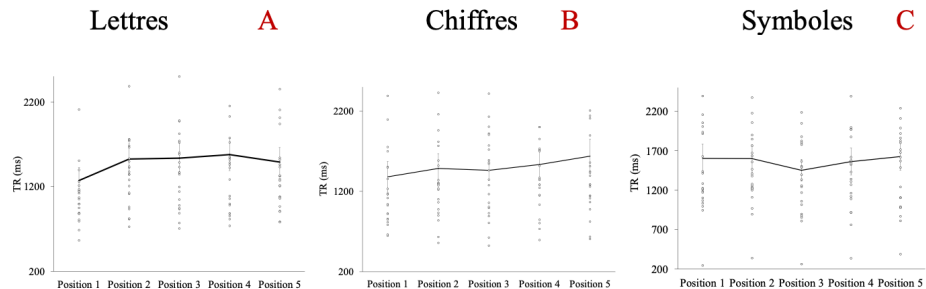 Lettres A
Chiffres B
Symboles C
TR (ms)
2200
1200
200
Position 1 Position 2 Position 3 Position 4 Position 5
TR (ms)
2200
1200
200
Position 1 Position 2 Position 3 Position 4 Position 5
TR (ms)
2200
1700
1200
700
200
Position 1 Position 2 Position 3 Position 4 Position 5